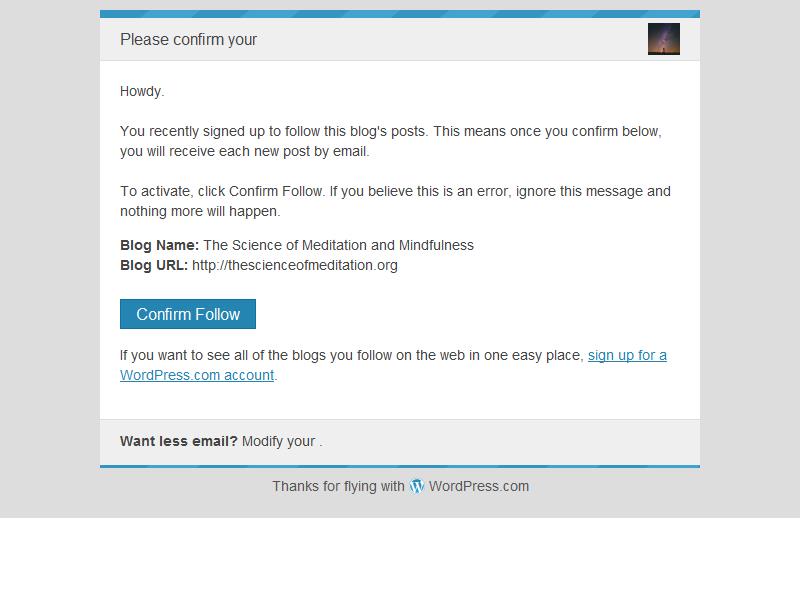 Please confirm your
Howdy.
You recently signed up to follow this blog's posts. This means once you confirm below,
you will receive each new post by email.
To activate, click Confirm Follow. If you believe this is an error, ignore this message and
nothing more will happen.
Blog Name: The Science of Meditation and Mindfulness
Blog URL: http://thescienceofmeditation.org
Confirm Follow
If you want to see all of the blogs you follow on the web in one easy place, sign up for a
WordPress.com account.
Want less email? Modify your .
Thanks for flying with WordPress.com